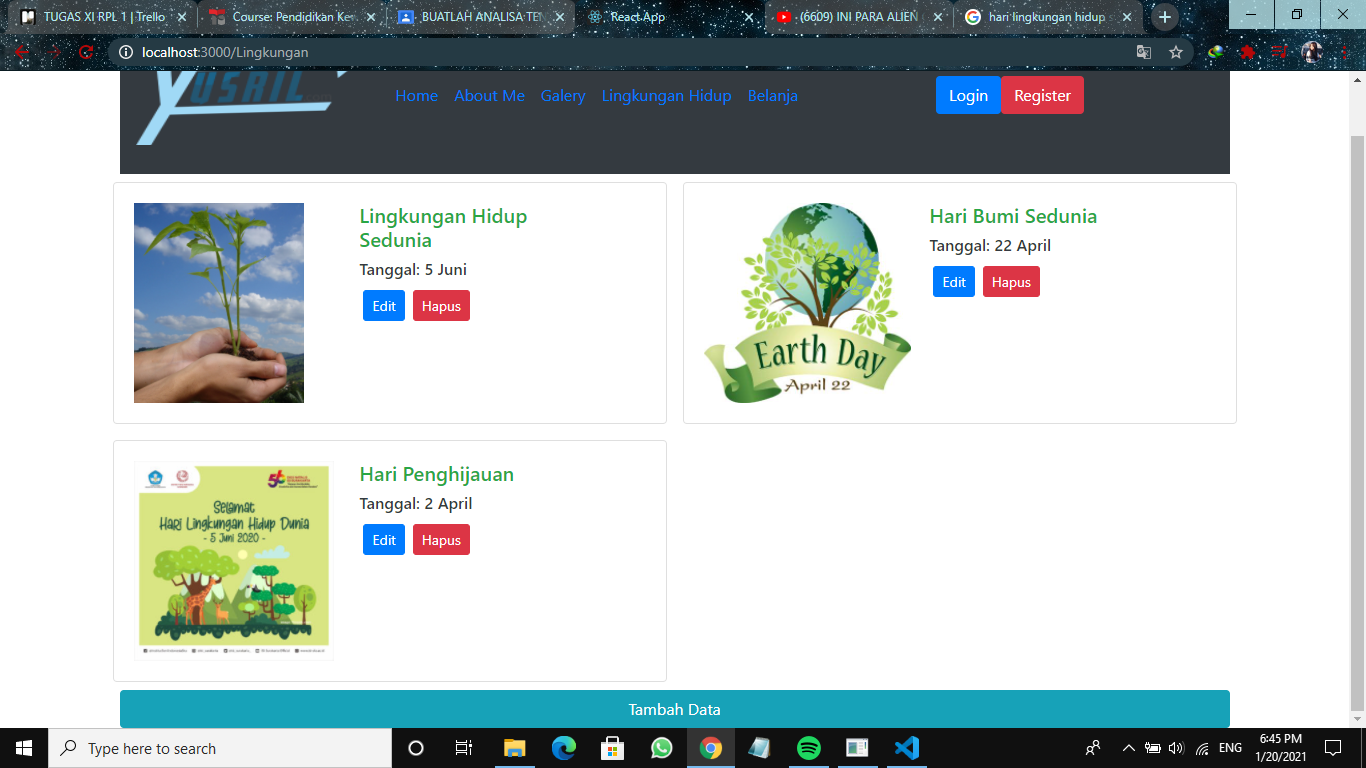 TUGAS XI RPL 1 | Trello
Course: Pendidikan Kew
BUATLAH ANALISA TEN
React App
(6609) INI PARA ALIEN
hari lingkungan hidup
localhost:3000/Lingkungan
YUSRIL
Home
About Me
Galery
Lingkungan Hidup
Belanja
Login
Register
Lingkungan Hidup
Sedunia
Tanggal: 5 Juni
Edit
Hapus
Earth Day
April 22
Hari Bumi Sedunia
Tanggal: 22 April
Edit
Hapus
Selamat
Hari Lingkungan Hidup Dunia
- 5 Juni 2020 -
Hari Penghijauan
Tanggal: 2 April
Edit
Hapus
Tambah Data
Type here to search
ENG
6:45 PM
1/20/2021